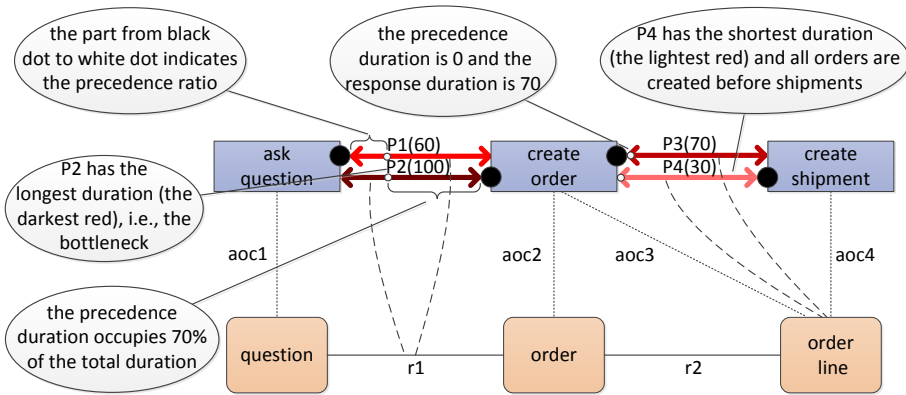 the part from black
dot to white dot indicates
the precedence ratio
the precedence
duration is 0 and the
response duration is 70
P4 has the shortest duration
(the lightest red) and all orders are
created before shipments
ask
question
P1(60)
P2(100)
create
order
P3(70)
P4(30)
create
shipment
P2 has the
longest duration (the
darkest red), i.e., the
bottleneck
aoc1
aoc2
aoc3
aoc4
the precedence
duration occupies 70%
of the total duration
question
r1
order
r2
order
line